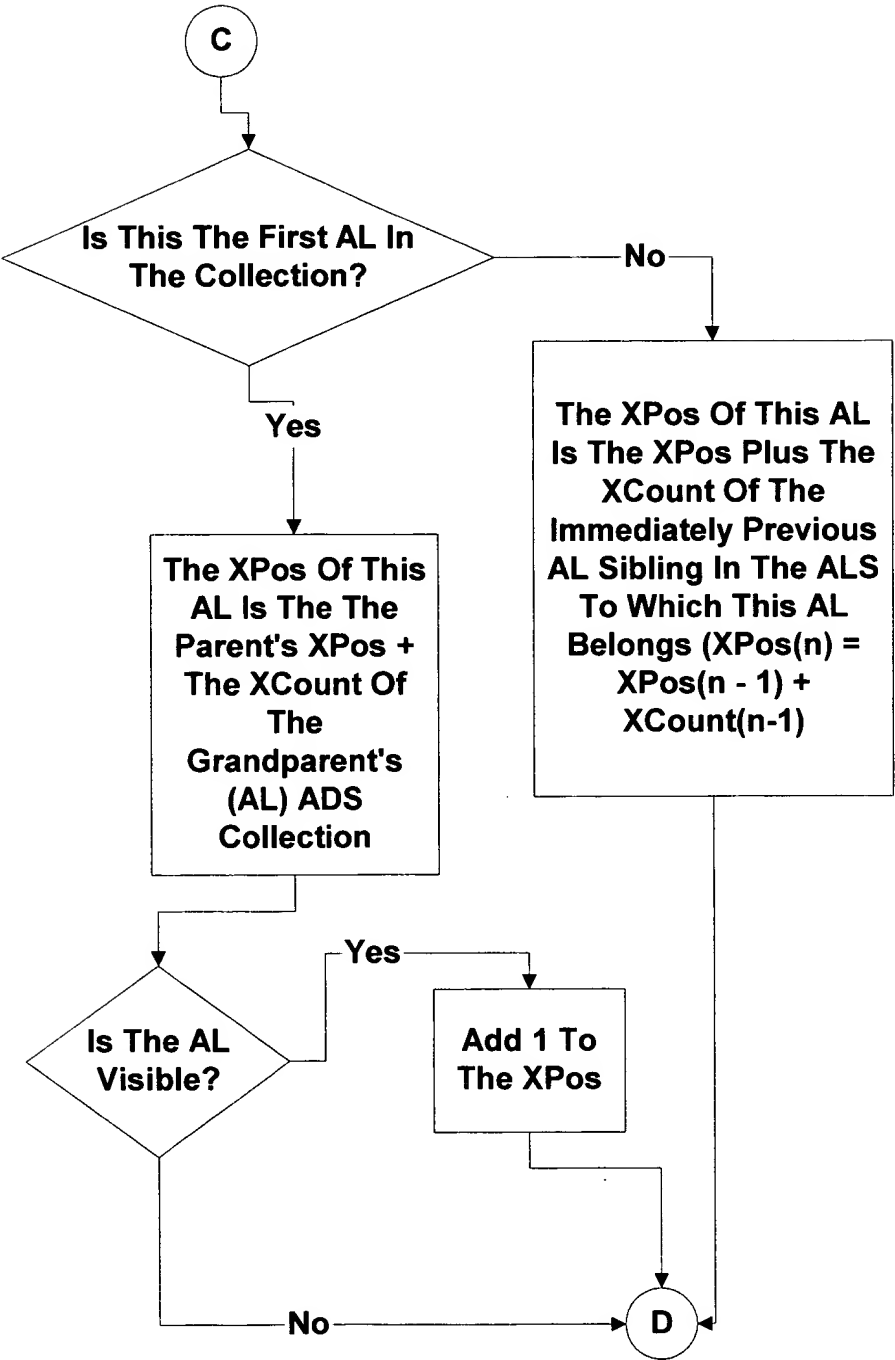 C
Is This The First AL In
The Collection?
No
Yes
The XPos Of This AL
Is The XPos Plus The
XCount Of The
Immediately Previous
AL Sibling In The ALS
To Which This AL
Belongs (XPos(n) =
XPos(n - 1) +
XCount(n-1)
The XPos Of This
AL Is The The
Parent's XPos +
The XCount Of
The
Grandparent's
(AL) ADS
Collection
Yes
Is The AL
Visible?
Add 1 To
The XPos
No
D